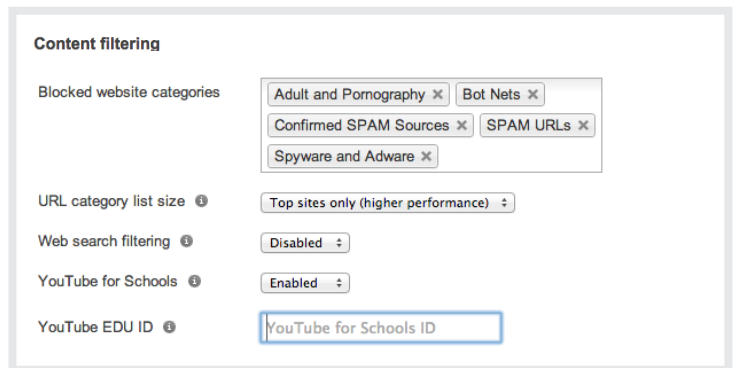 Content filtering
Blocked website categories
Adult and Pornography × Bot Nets ×
Confirmed SPAM Sources × SPAM URLs ×
Spyware and Adware ×
URL category list size i Top sites only (higher performance)
Web search filtering i Disabled
YouTube for Schools i Enabled
YouTube EDU ID i YouTube for Schools ID